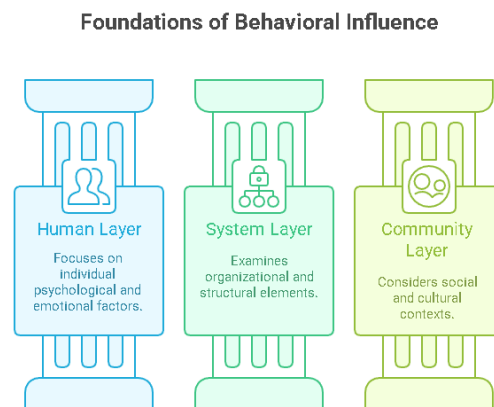 Foundations of Behavioral Influence
Human Layer
Focuses on
individual
psychological and
emotional factors.
System Layer
Examines
organizational and
structural elements.
Community
Layer
Considers social
and cultural
contexts.